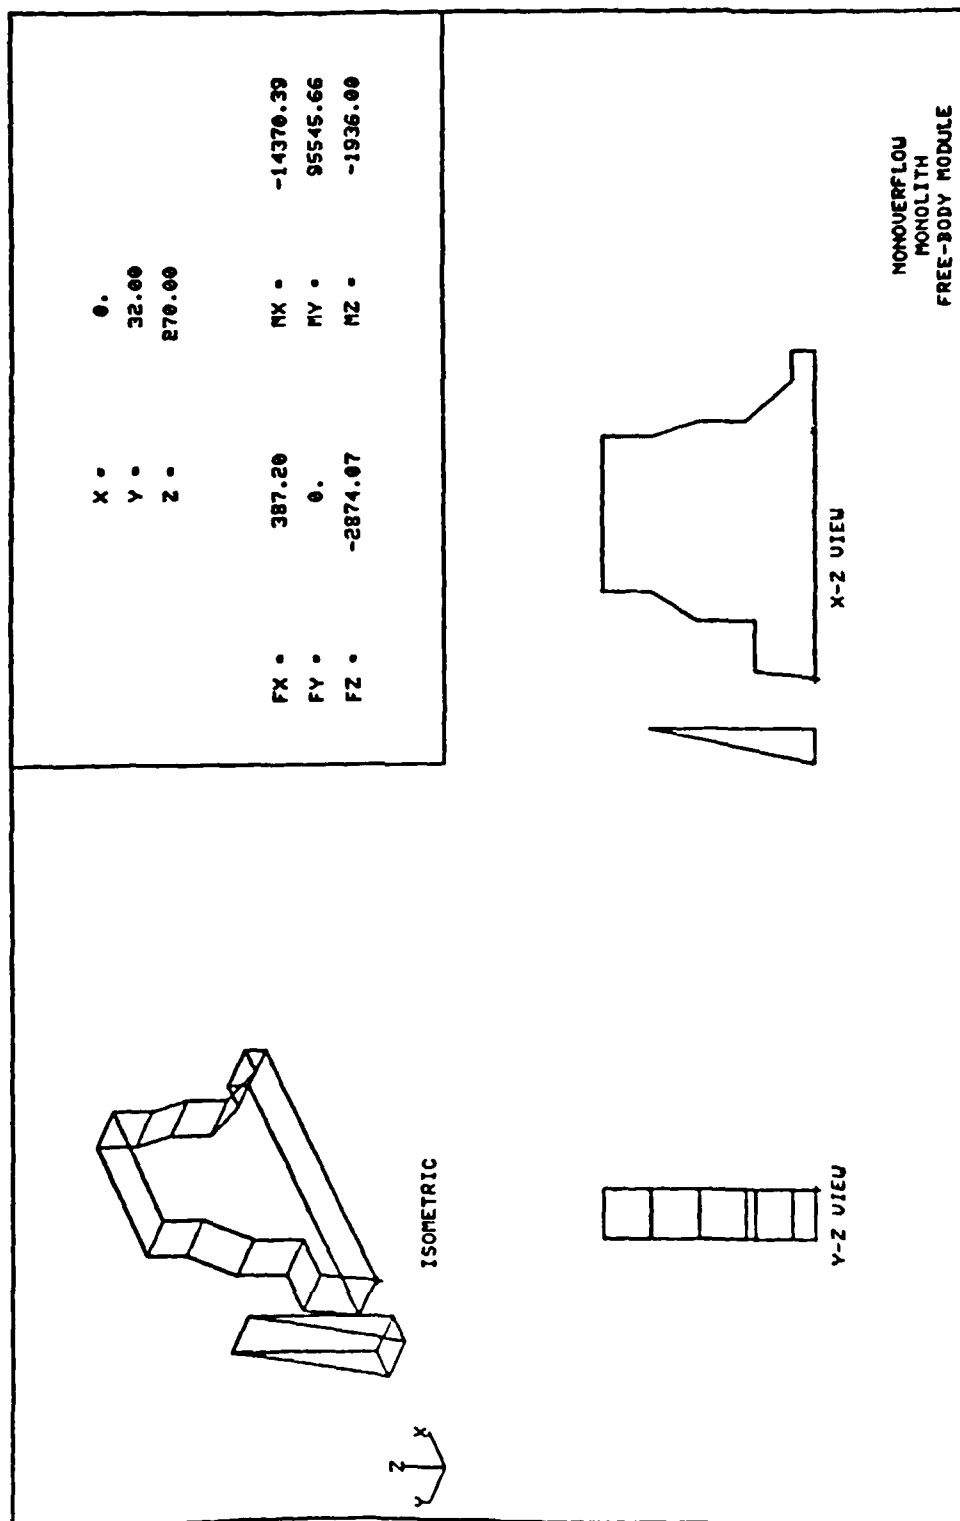 X = 0.
Y = 32.00
Z = 270.00
FX = 387.20 MX = -14370.39
FY = 0. MY = 95545.66
FZ = -2874.07 MZ = -1936.00
Z
Y X
ISOMETRIC
Y-Z VIEW
X-Z VIEW
NONOVERFLOW
MONOLITH
FREE-BODY MODULE